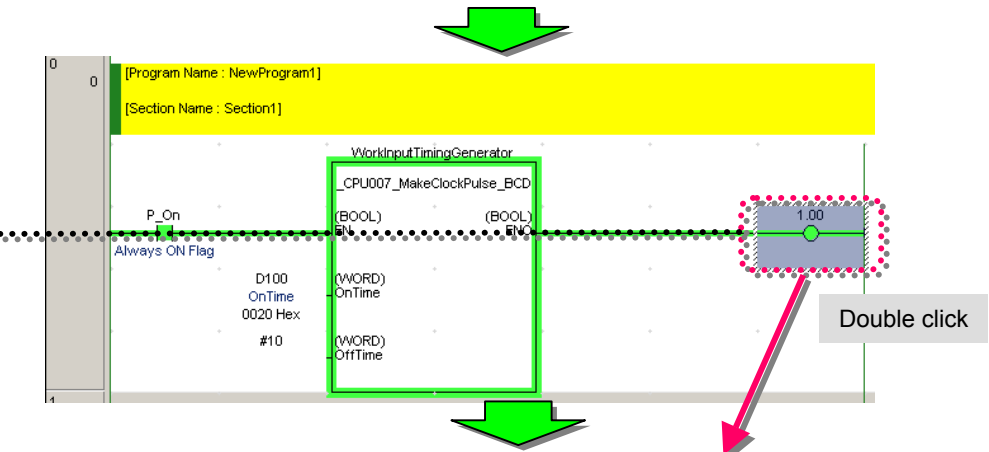 0
0
[Program Name : NewProgram1]
[Section Name : Section1]
WorkInputTimingGenerator
_CPU007_MakeClockPulse_BCD
P_On
(BOOL)
EN
(BOOL)
ENO
1.00
Always ON Flag
D100
OnTime
0020 Hex
(WORD)
OnTime
Double click
#10
(WORD)
OffTime
1